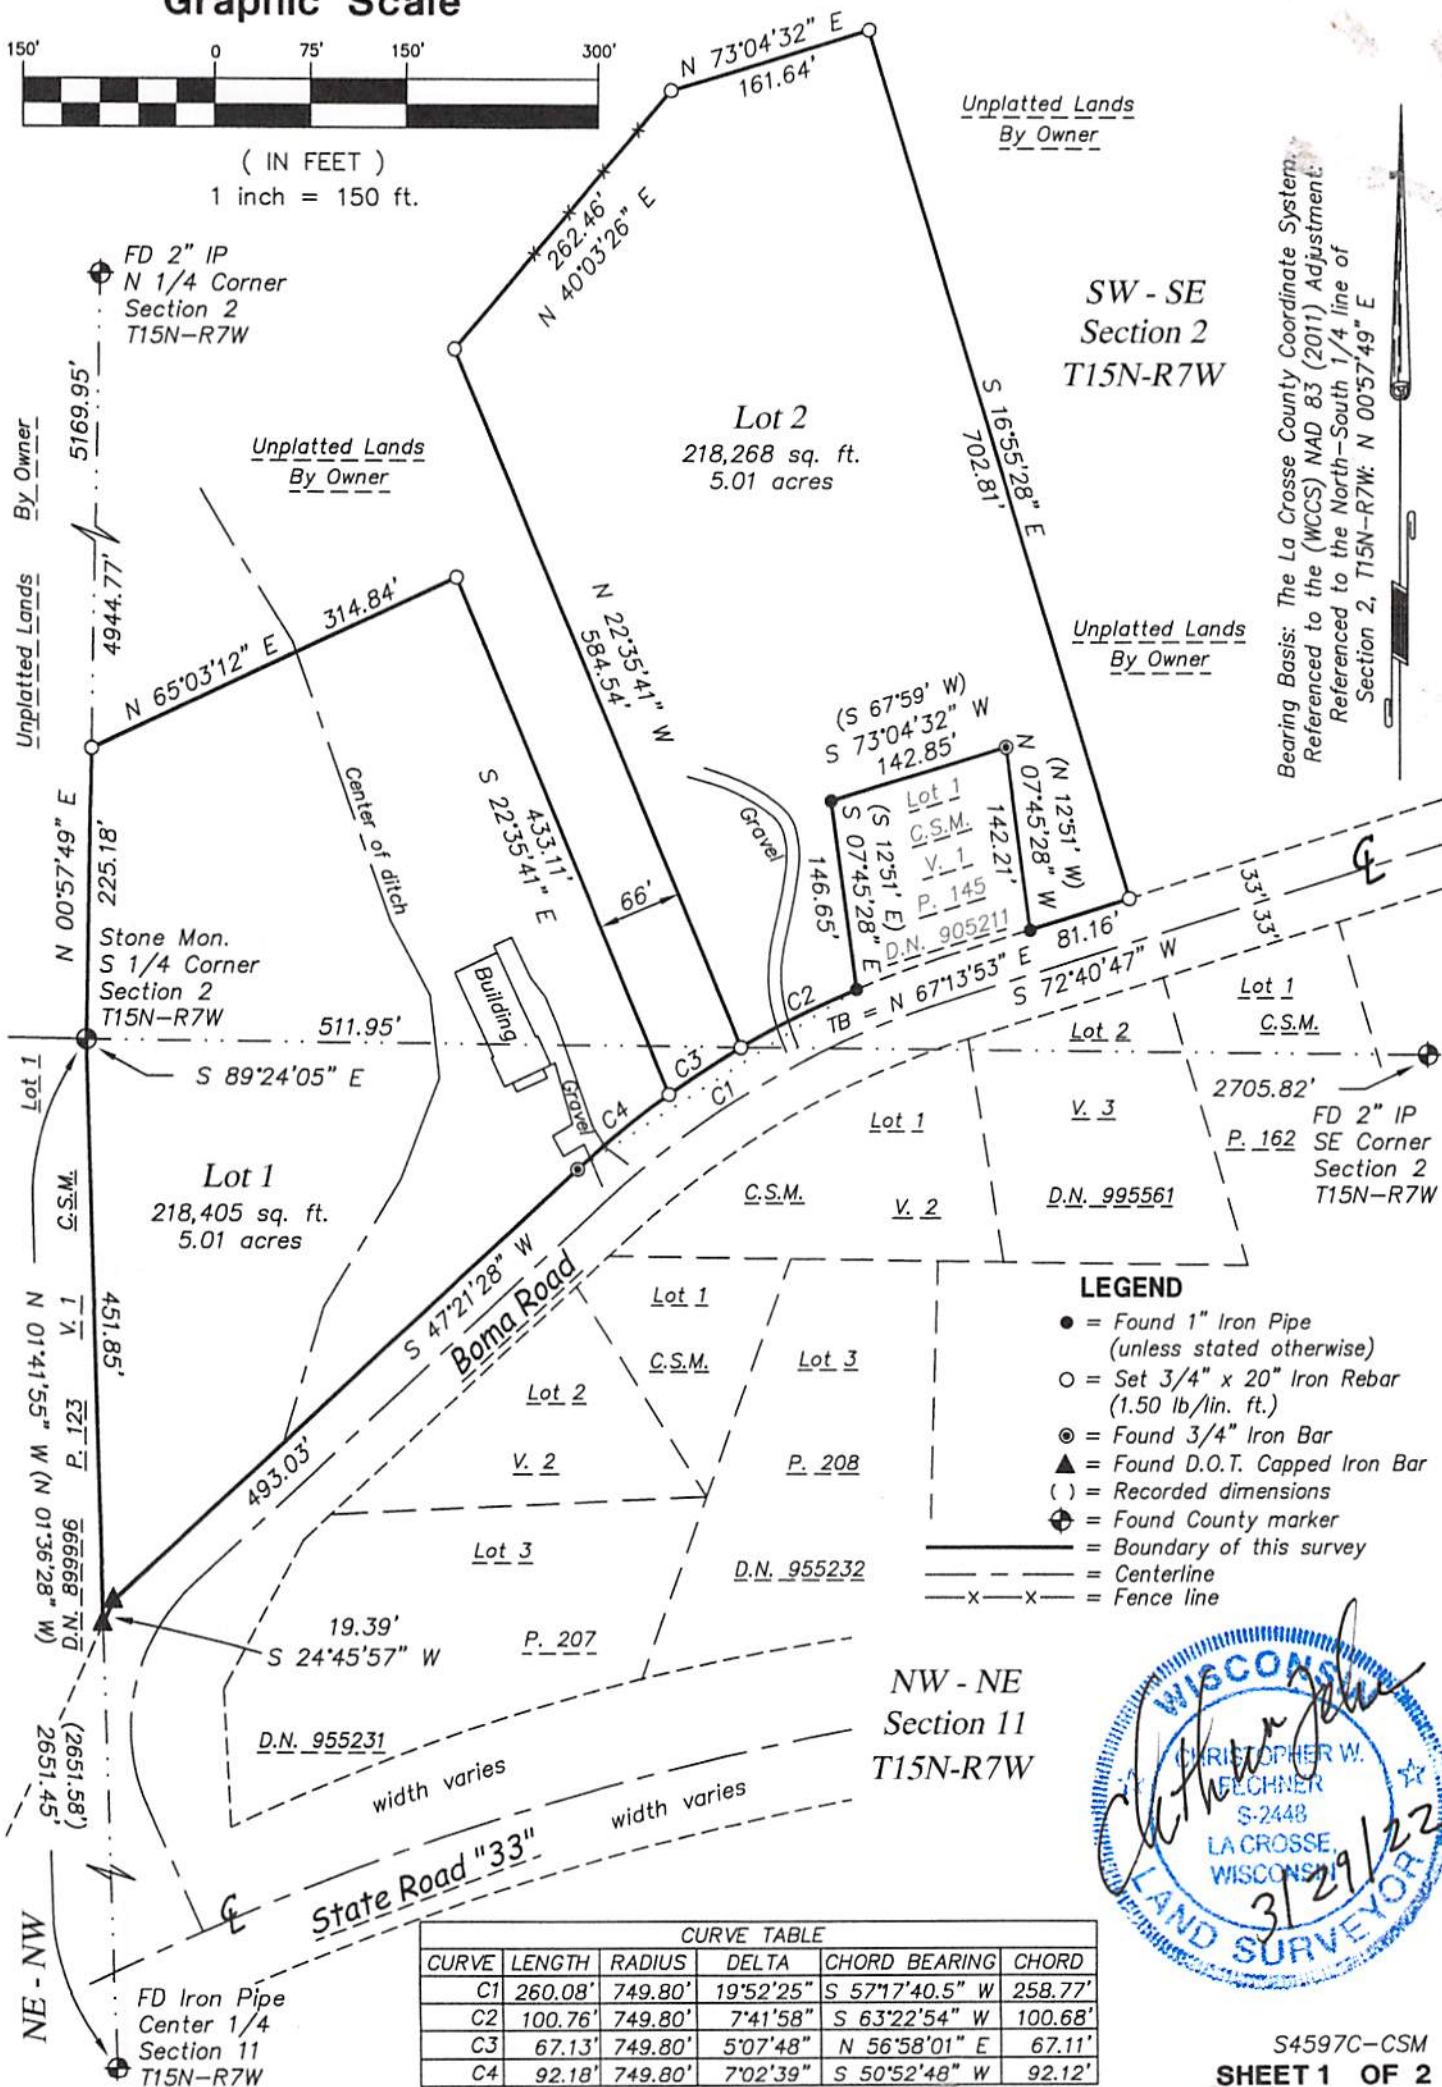 Graphic Scale
150' 0 75' 150' 300'
( IN FEET )
1 inch = 150 ft.
N 73°04'32" E
161.64'
Unplatted Lands
By Owner
262.46'
N 40°03'26" E
FD 2" IP
N 1/4 Corner
Section 2
T15N-R7W
5169.95'
4944.77'
Unplatted Lands By Owner
Unplatted Lands
By Owner
SW - SE
Section 2
T15N-R7W
Bearing Basis: The La Crosse County Coordinate System.
Referenced to the (WCCS) NAD 83 (2011) Adjustment.
Referenced to the North-South 1/4 line of
Section 2, T15N-R7W: N 00°57'49" E
Lot 2
218,268 sq. ft.
5.01 acres
S 16°55'28" E
702.81'
N 22°35'41" W
584.54'
N 65°03'12" E 314.84'
Unplatted Lands
By Owner
S 22°35'41" E
433.11'
66'
Center of ditch
N 00°57'49" E
225.18'
(S 67°59' W)
S 73°04'32" W
142.85'
Gravel
(S 12°51' E)
S 07°45'28" E
146.65'
Lot 1
C.S.M.
V. 1
P. 145
D.N. 905211
(N 12°51' W)
N 07°45'28" W
142.21'
81.16'
33' 33'
CL
TB = N 67°13'53" E
S 72°40'47" W
Stone Mon.
S 1/4 Corner
Section 2
T15N-R7W
511.95'
S 89°24'05" E
Building
Gravel
C2
C3
C1
C4
Lot 1
C.S.M.
Lot 2
2705.82'
FD 2" IP
SE Corner
Section 2
T15N-R7W
V. 3
P. 162
D.N. 995561
Lot 1
C.S.M.
V. 2
Lot 1
218,405 sq. ft.
5.01 acres
Lot 1 C.S.M. V. 1 P. 123 D.N. 966668
451.85'
N 01°41'55" W (N 01°36'28" W)
S 47°21'28" W
493.03'
Boma Road
Lot 1
C.S.M.
Lot 2
V. 2
Lot 3
P. 208
D.N. 955232
Lot 3
P. 207
D.N. 955231
19.39'
S 24°45'57" W
LEGEND
= Found 1" Iron Pipe
(unless stated otherwise)
= Set 3/4" x 20" Iron Rebar
(1.50 lb/lin. ft.)
= Found 3/4" Iron Bar
= Found D.O.T. Capped Iron Bar
( ) = Recorded dimensions
= Found County marker
= Boundary of this survey
= Centerline
x x = Fence line
NW - NE
Section 11
T15N-R7W
(2651.58')
2651.45'
width varies
width varies
State Road "33"
CL
NE - NW
FD Iron Pipe
Center 1/4
Section 11
T15N-R7W
WISCONSIN
CHRISTOPHER W.
FECHNER
S-2448
LA CROSSE,
WISCONSIN
LAND SURVEYOR
3/29/22
CURVE TABLE
CURVE LENGTH RADIUS DELTA CHORD BEARING CHORD
C1 260.08' 749.80' 19°52'25" S 57°17'40.5" W 258.77'
C2 100.76' 749.80' 7°41'58" S 63°22'54" W 100.68'
C3 67.13' 749.80' 5°07'48" N 56°58'01" E 67.11'
C4 92.18' 749.80' 7°02'39" S 50°52'48" W 92.12'
S4597C-CSM
SHEET 1 OF 2